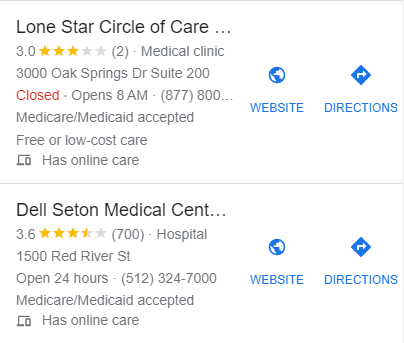 Lone Star Circle of Care ...
3.0 (2) · Medical clinic
3000 Oak Springs Dr Suite 200
Closed · Opens 8 AM · (877) 800...
Medicare/Medicaid accepted
Free or low-cost care
Has online care
WEBSITE
DIRECTIONS
Dell Seton Medical Cent...
3.6 (700) · Hospital
1500 Red River St
Open 24 hours · (512) 324-7000
Medicare/Medicaid accepted
Has online care
WEBSITE
DIRECTIONS